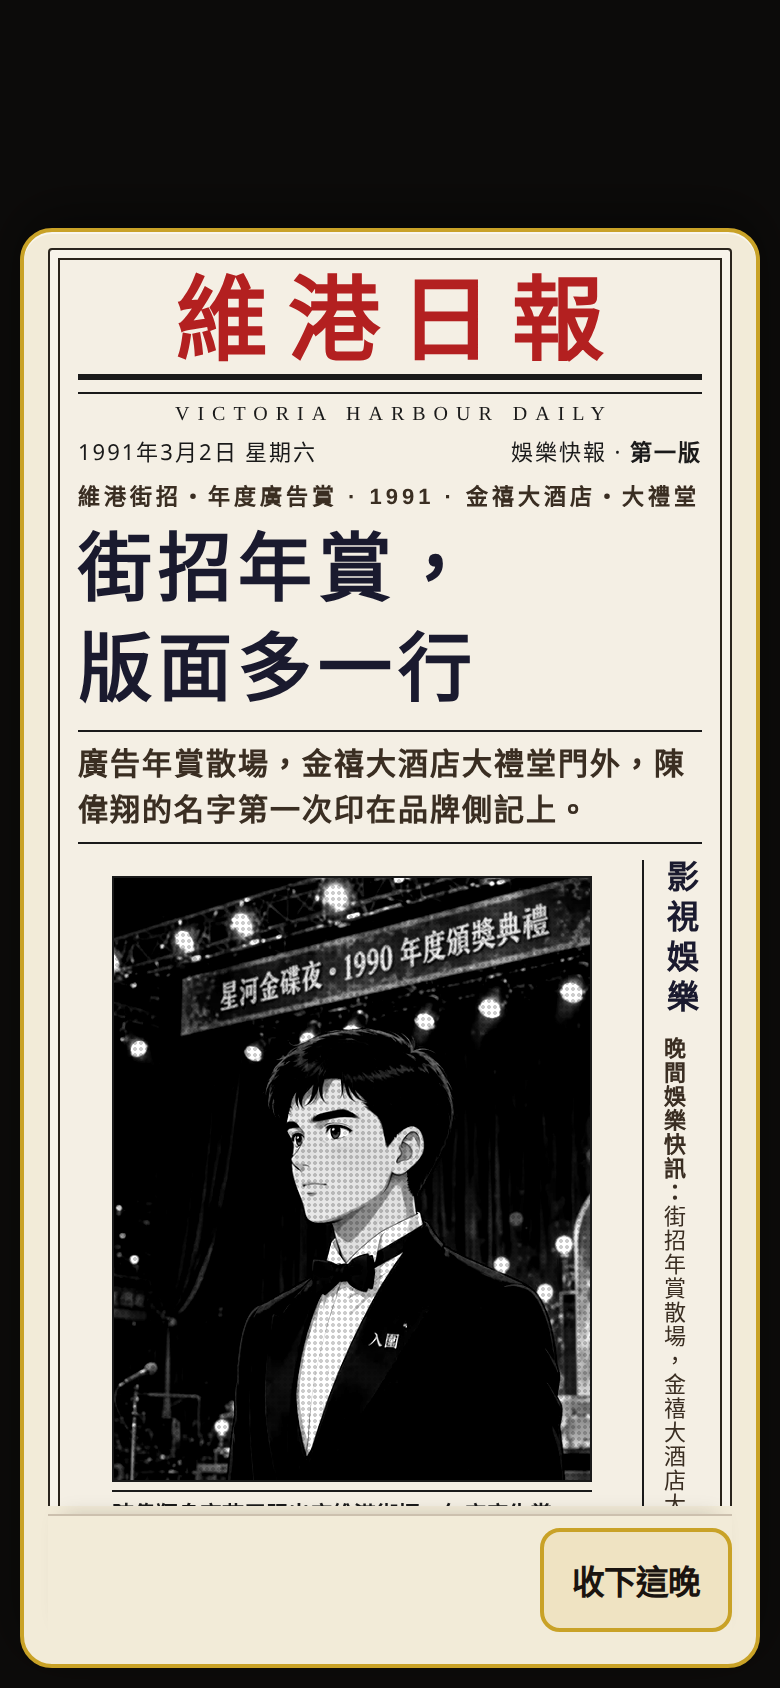 維港日報
VICTORIA HARBOUR DAILY
1991年3月2日 星期六
娛樂快報 · 第一版
維港街招・年度廣告賞 · 1991 · 金禧大酒店・大禮堂
街招年賞，
版面多一行
廣告年賞散場，金禧大酒店大禮堂門外，陳
偉翔的名字第一次印在品牌側記上。
星河金碟夜・1990 年度頒獎典禮
入圍
影視娛樂
晚間娛樂快訊：街招年賞散場，金禧大酒店大
收下這晚